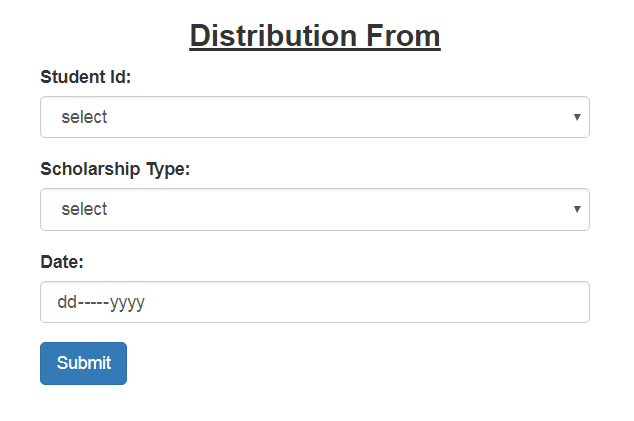 Distribution From
Student Id:
select
Scholarship Type:
select
Date:
dd-----yyyy
Submit